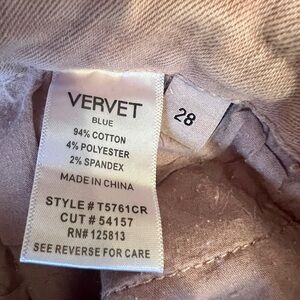 VERVET
BLUE
94% COTTON
4% POLYESTER
2% SPANDEX
MADE IN CHINA
STYLE # T5761CR
CUT # 54157
RN# 125813
SEE REVERSE FOR CARE
28